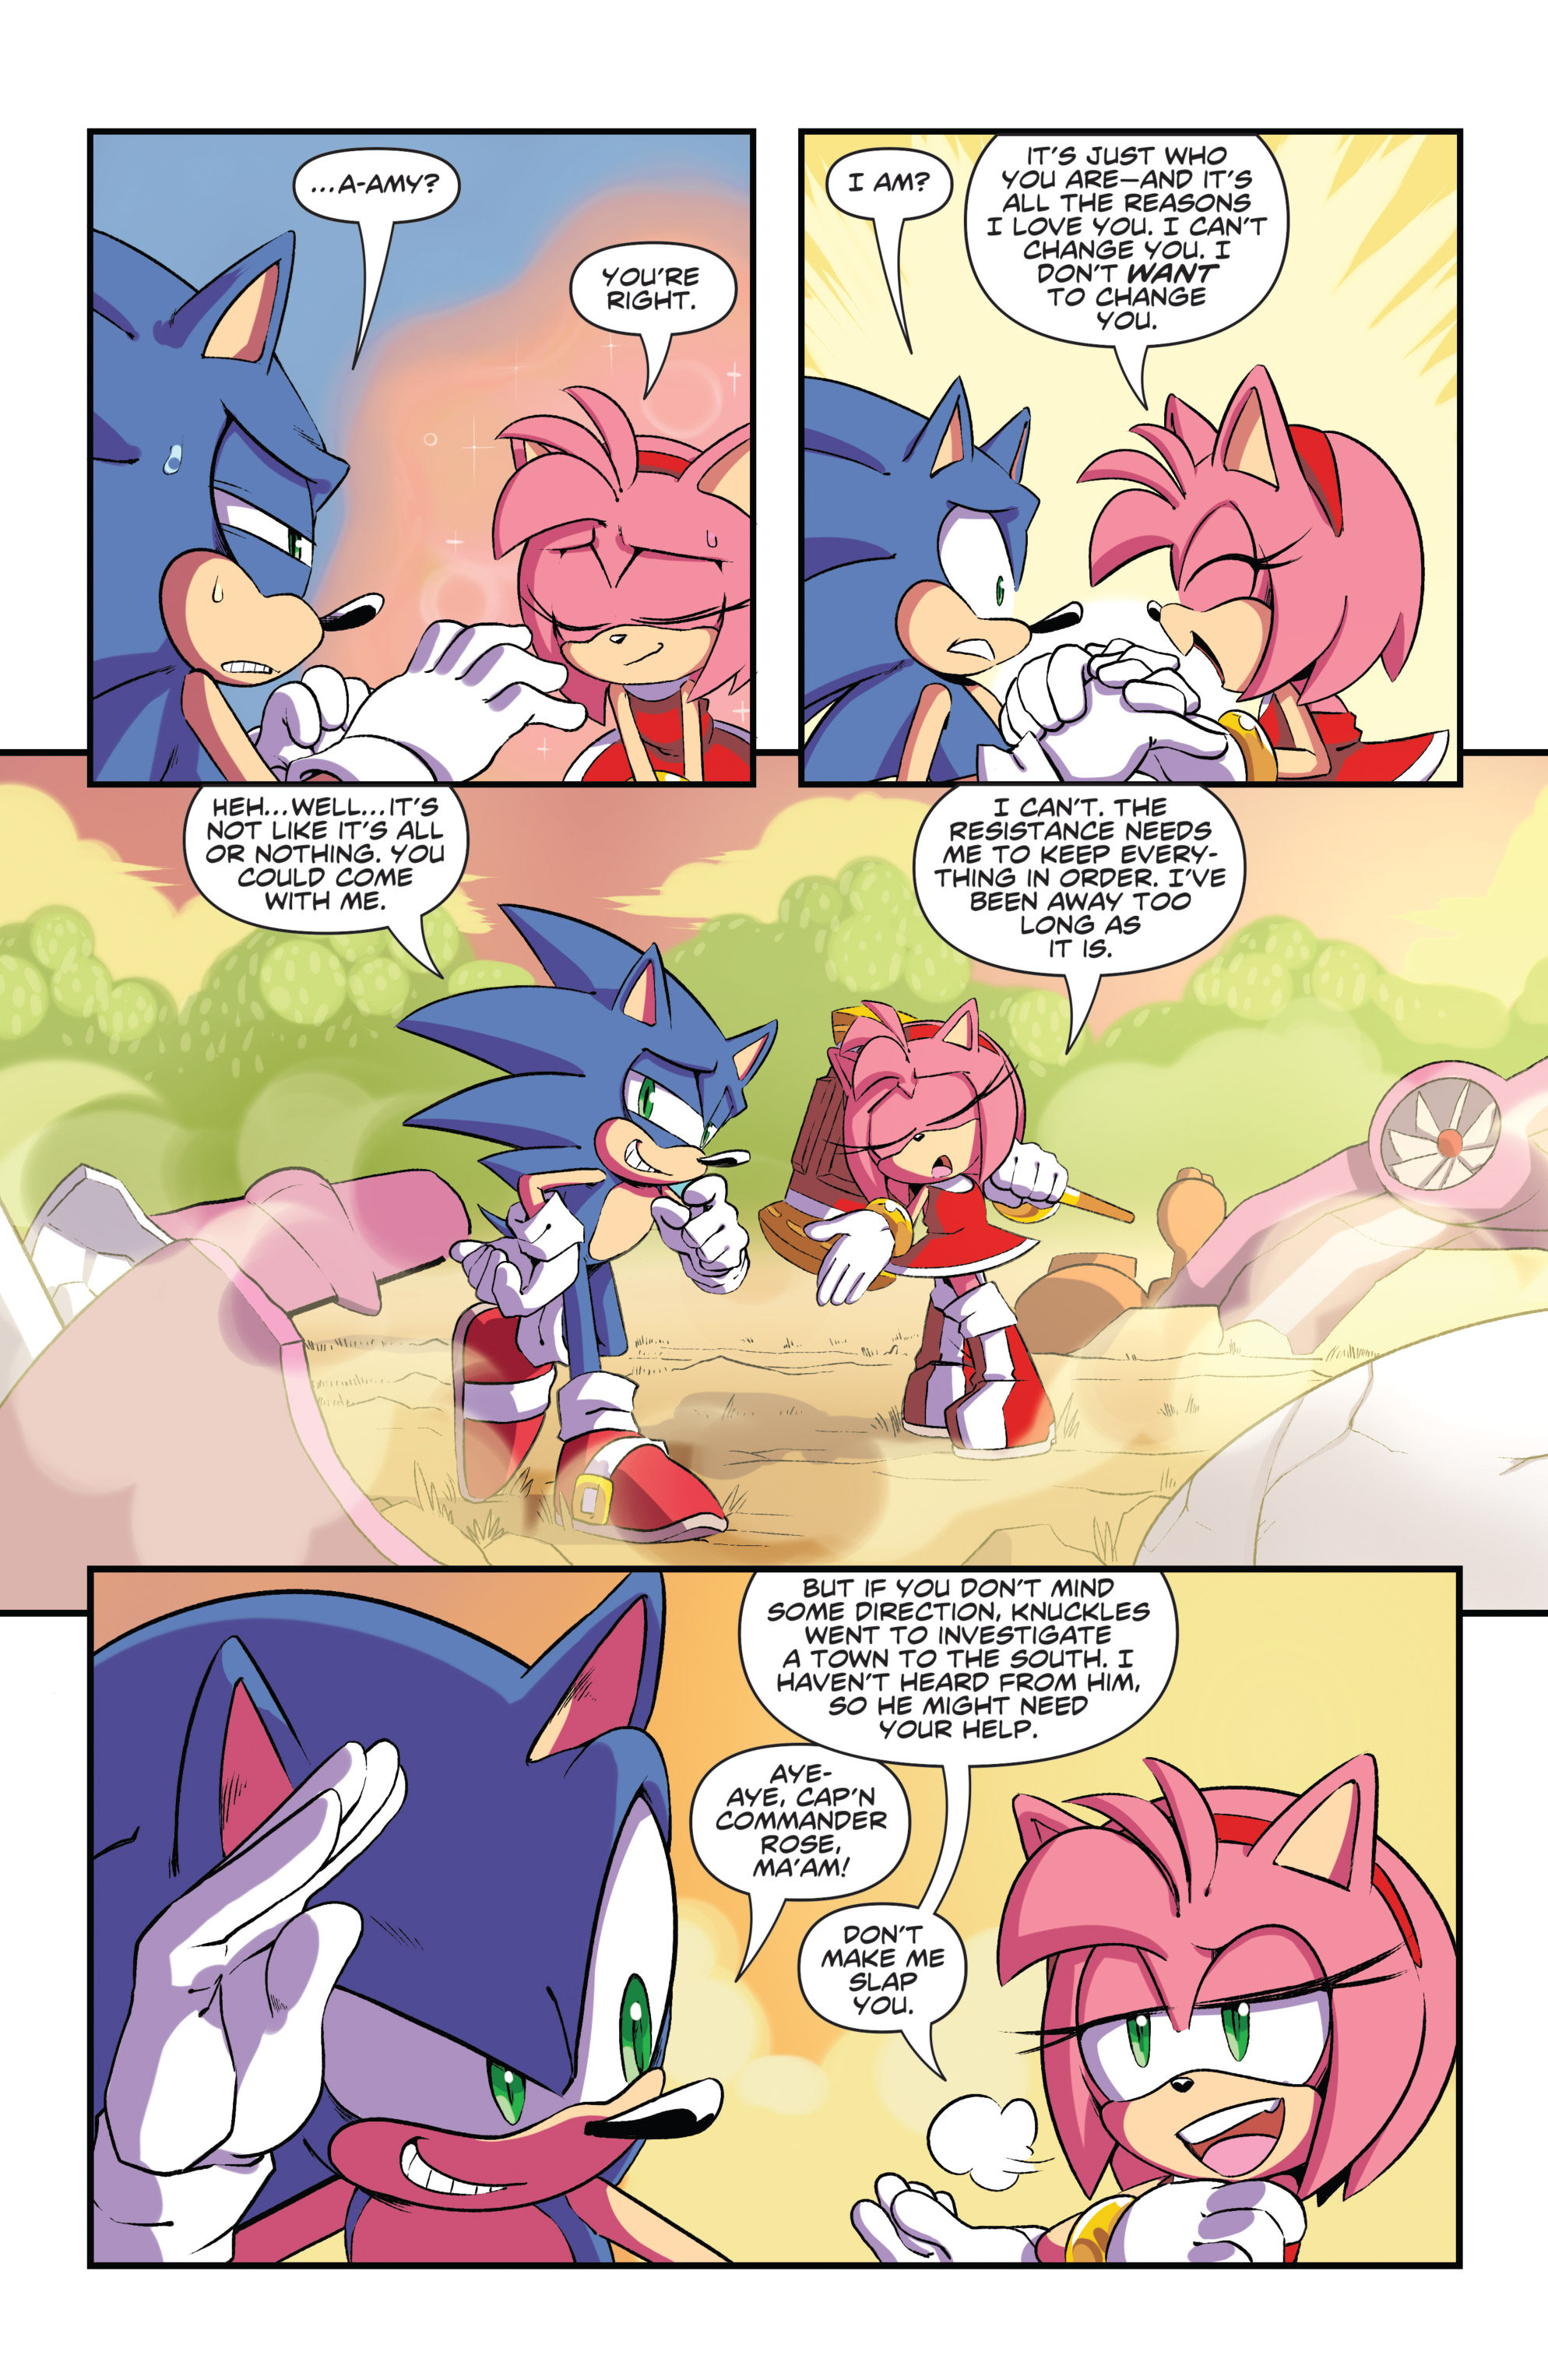 ...A-AMY?
YOU'RE
RIGHT.
I AM?
IT'S JUST WHO
YOU ARE—AND IT'S
ALL THE REASONS
I LOVE YOU. I CAN'T
CHANGE YOU. I
DON'T WANT
TO CHANGE
YOU.
HEH...WELL...IT'S
NOT LIKE IT'S ALL
OR NOTHING. YOU
COULD COME
WITH ME.
I CAN'T. THE
RESISTANCE NEEDS
ME TO KEEP EVERY-
THING IN ORDER. I'VE
BEEN AWAY TOO
LONG AS
IT IS.
BUT IF YOU DON'T MIND
SOME DIRECTION, KNUCKLES
WENT TO INVESTIGATE
A TOWN TO THE SOUTH. I
HAVEN'T HEARD FROM HIM,
SO HE MIGHT NEED
YOUR HELP.
AYE-
AYE, CAP'N
COMMANDER
ROSE,
MA'AM!
DON'T
MAKE ME
SLAP
YOU.